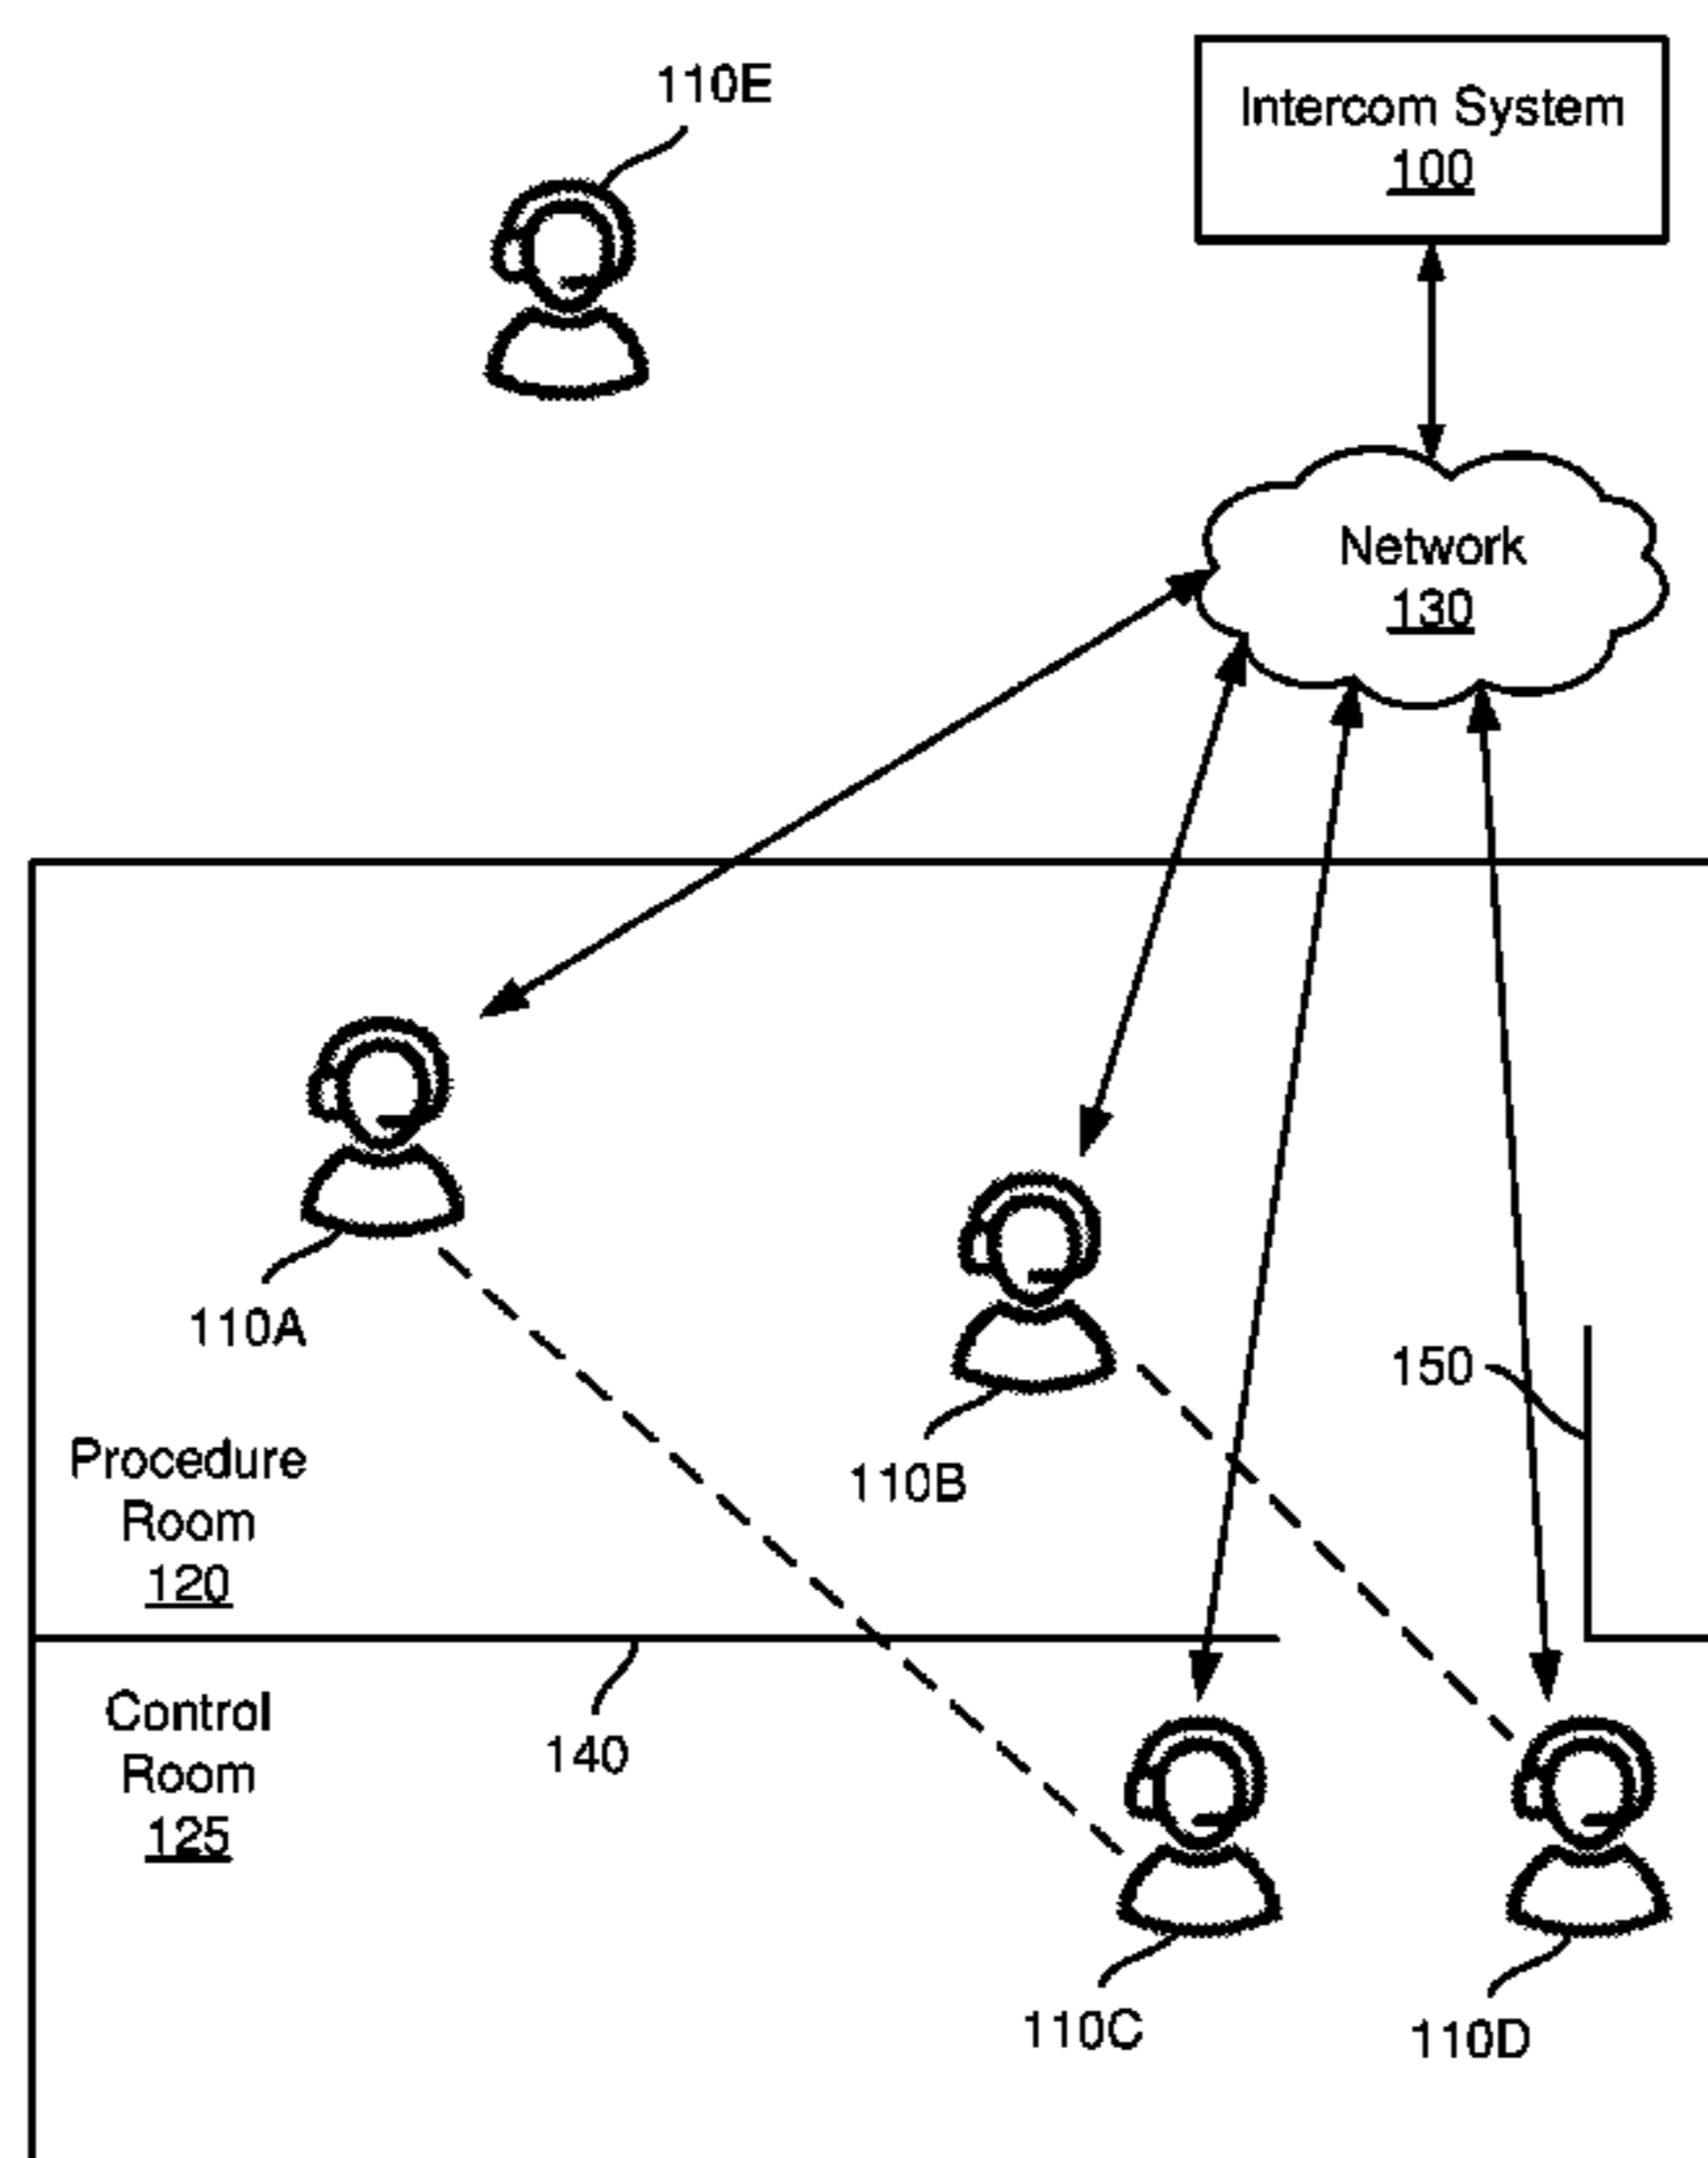 110E
Intercom System
100
Network
130
110A
150
110B
Procedure
Room
120
Control
Room
125
140
110C
110D